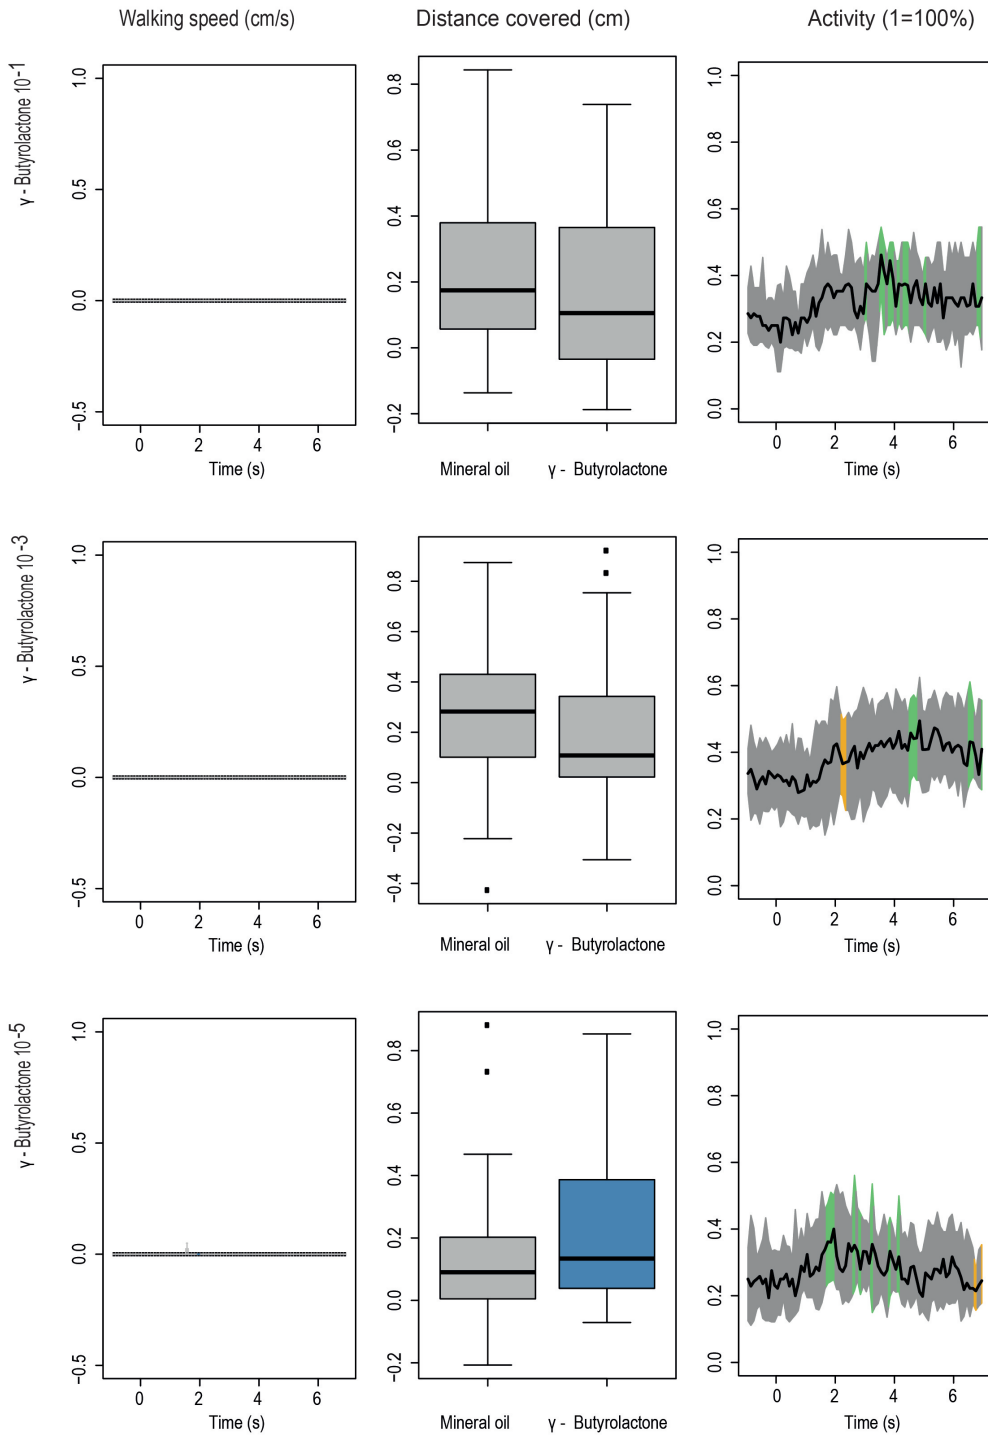 Walking speed (cm/s)
Distance covered (cm)
Activity (1=100%)
γ - Butyrolactone 10-1
1.0
0.5
0.0
−0.5
0 2 4 6
Time (s)
0.8
0.6
0.4
0.2
0.0
−0.2
Mineral oil γ - Butyrolactone
1.0
0.8
0.6
0.4
0.2
0.0
0 2 4 6
Time (s)
γ - Butyrolactone 10-3
1.0
0.5
0.0
−0.5
0 2 4 6
Time (s)
0.8
0.6
0.4
0.2
0.0
−0.2
−0.4
Mineral oil γ - Butyrolactone
1.0
0.8
0.6
0.4
0.2
0.0
0 2 4 6
Time (s)
γ - Butyrolactone 10-5
1.0
0.5
0.0
−0.5
0 2 4 6
Time (s)
0.8
0.6
0.4
0.2
0.0
−0.2
Mineral oil γ - Butyrolactone
1.0
0.8
0.6
0.4
0.2
0.0
0 2 4 6
Time (s)